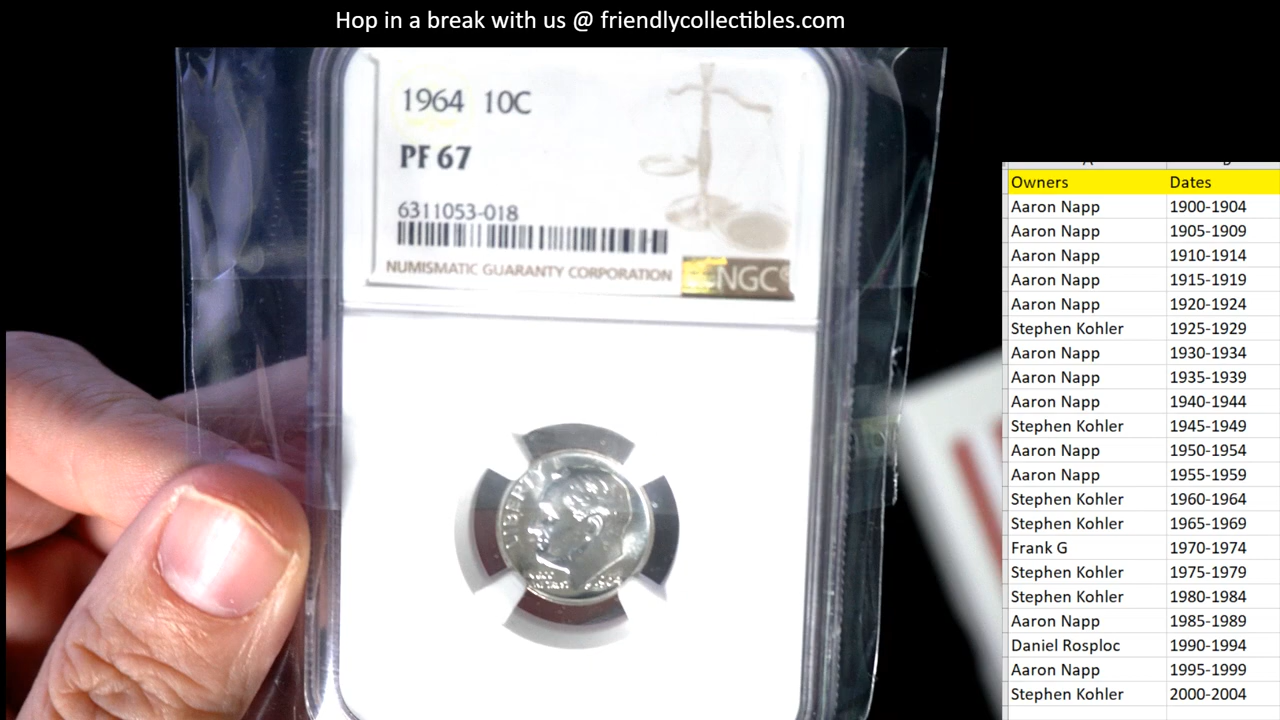 Hop in a break with us @ friendlycollectibles.com
1964 10C
PF 67
6311053-018
NUMISMATIC GUARANTY CORPORATION NGC®
LIBERTY
Owners Dates
Aaron Napp 1900-1904
Aaron Napp 1905-1909
Aaron Napp 1910-1914
Aaron Napp 1915-1919
Aaron Napp 1920-1924
Stephen Kohler 1925-1929
Aaron Napp 1930-1934
Aaron Napp 1935-1939
Aaron Napp 1940-1944
Stephen Kohler 1945-1949
Aaron Napp 1950-1954
Aaron Napp 1955-1959
Stephen Kohler 1960-1964
Stephen Kohler 1965-1969
Frank G 1970-1974
Stephen Kohler 1975-1979
Stephen Kohler 1980-1984
Aaron Napp 1985-1989
Daniel Rosploc 1990-1994
Aaron Napp 1995-1999
Stephen Kohler 2000-2004